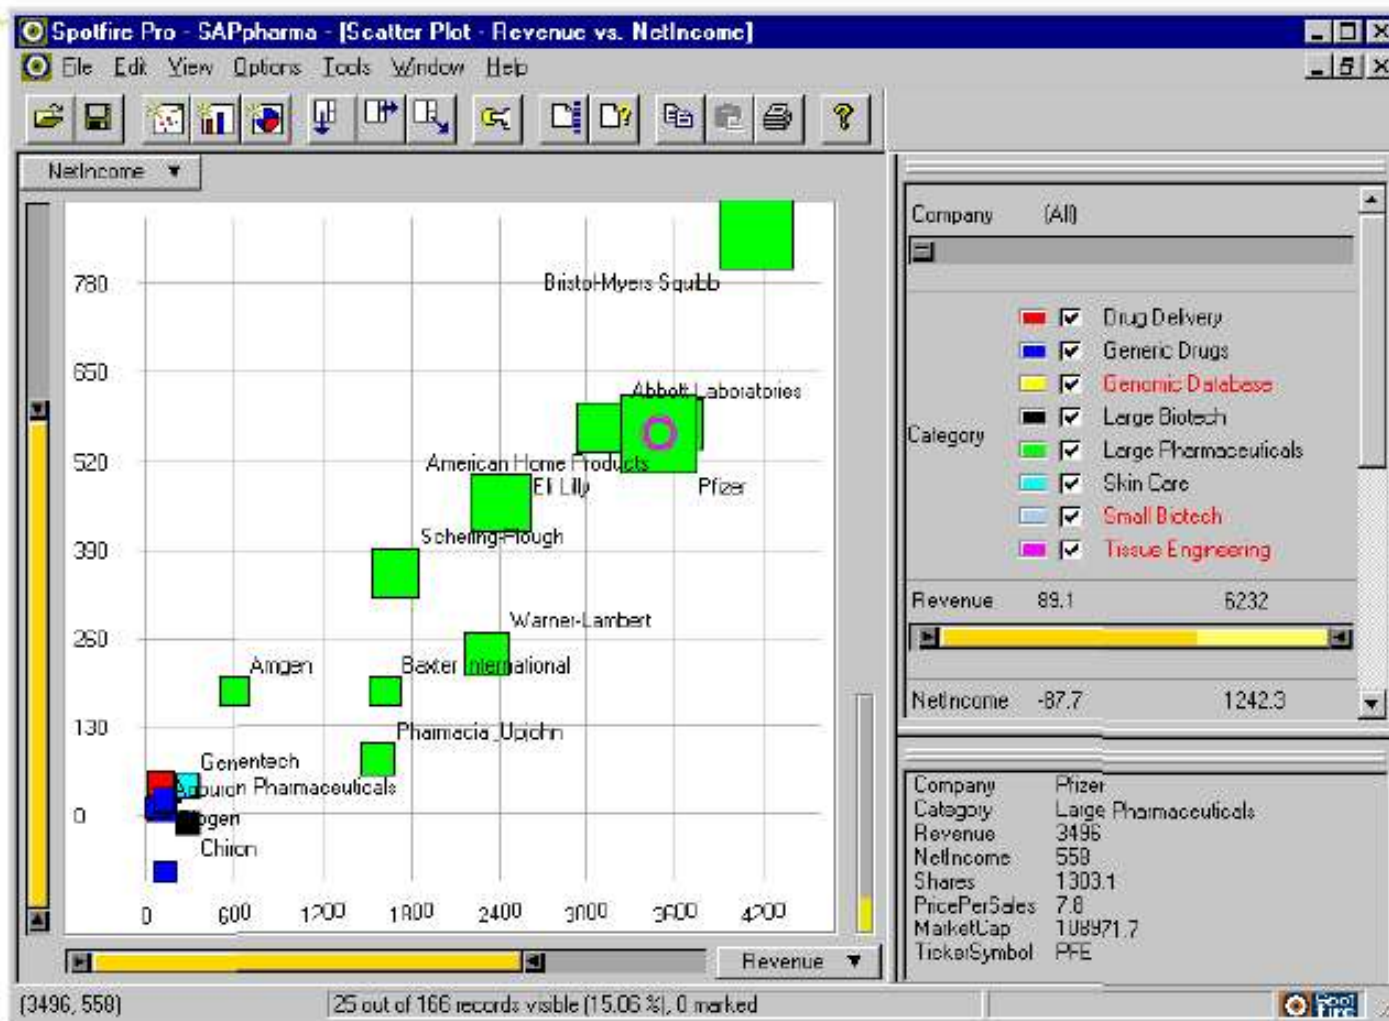 Spotfire Pro - SAPpharma - [Scatter Plot - Revenue vs. NetIncome]
File Edit View Options Tools Window Help
NetIncome
780
650
520
390
260
130
0
0 600 1200 1800 2400 3000 3600 4200
Bristol-Myers Squibb
Abbott Laboratories
American Home Products
Eli Lilly
Pfizer
Schering-Plough
Warner-Lambert
Amgen
Baxter International
Pharmacia_Upjohn
Genentech
Pharmaceuticals
Chiron
Revenue
Company (All)
Category
Drug Delivery
Generic Drugs
Genomic Database
Large Biotech
Large Pharmaceuticals
Skin Care
Small Biotech
Tissue Engineering
Revenue 89.1 6232
NetIncome -87.7 1242.3
Company Pfizer
Category Large Pharmaceuticals
Revenue 3496
NetIncome 558
Shares 1303.1
PricePerSales 7.8
MarketCap 108971.7
TickerSymbol PFE
(3496, 558)
25 out of 166 records visible (15.06 %), 0 marked
Spot
fire